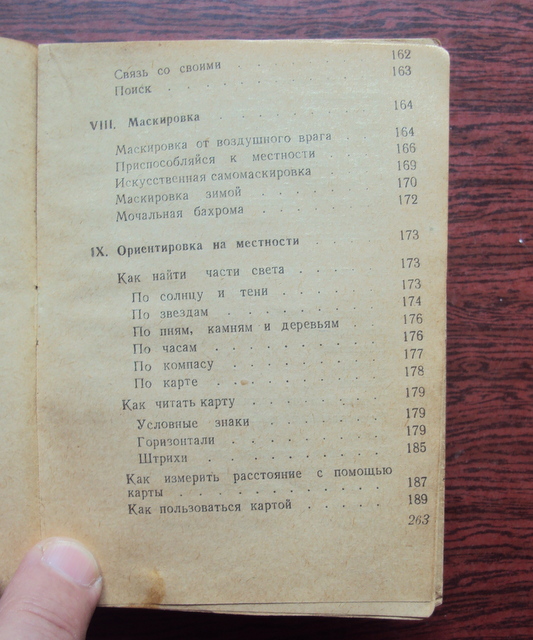 Связь со своими . . . . . . 162
Поиск . . . . . . . . . 163
VIII. Маскировка . . . . . . . 164
Маскировка от воздушного врага . . 164
Приспособляйся к местности . . . 166
Искусственная самомаскировка . . . 169
Маскировка зимой . . . . . . 170
Мочальная бахрома . . . . . . 172
IX. Ориентировка на местности . . . . 173
Как найти части света . . . . . 173
По солнцу и тени . . . . . . 173
По звездам . . . . . . . . 174
По пням, камням и деревьям . . 176
По часам . . . . . . . . 176
По компасу . . . . . . . . 177
По карте . . . . . . . . 178
Как читать карту . . . . . . . 179
Условные знаки . . . . . . 179
Горизонтали . . . . . . . . 179
Штрихи . . . . . . . . . 185
Как измерить расстояние с помощью
карты . . . . . . . . . . 187
Как пользоваться картой . . . . . 189
263